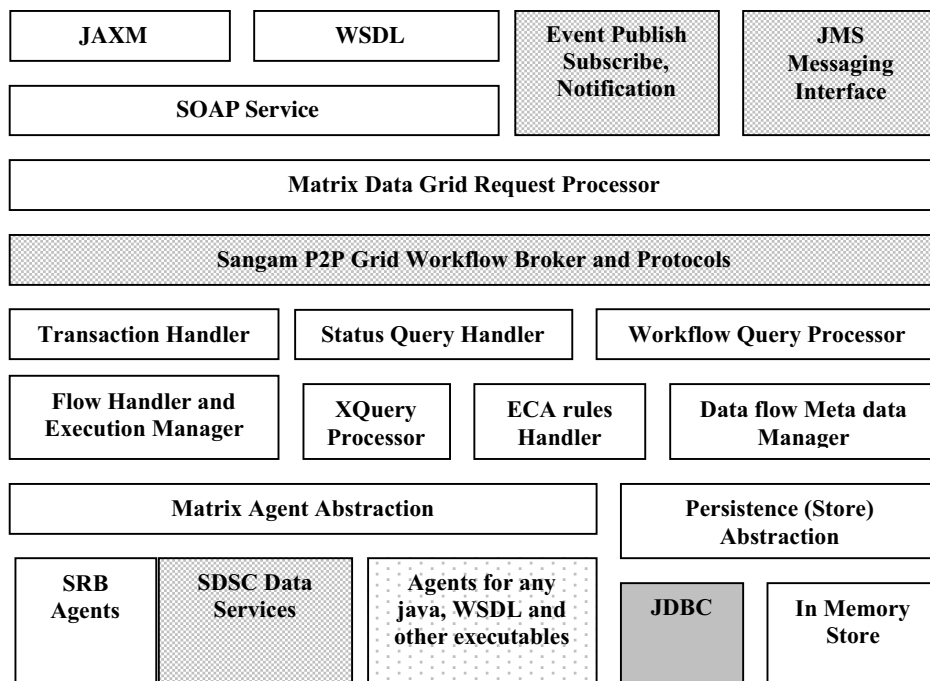 JAXM
WSDL
Event Publish
Subscribe,
Notification
JMS
Messaging
Interface
SOAP Service
Matrix Data Grid Request Processor
Sangam P2P Grid Workflow Broker and Protocols
Transaction Handler
Status Query Handler
Workflow Query Processor
Flow Handler and
Execution Manager
XQuery
Processor
ECA rules
Handler
Data flow Meta data
Manager
Matrix Agent Abstraction
Persistence (Store)
Abstraction
SRB
Agents
SDSC Data
Services
Agents for any
java, WSDL and
other executables
JDBC
In Memory
Store